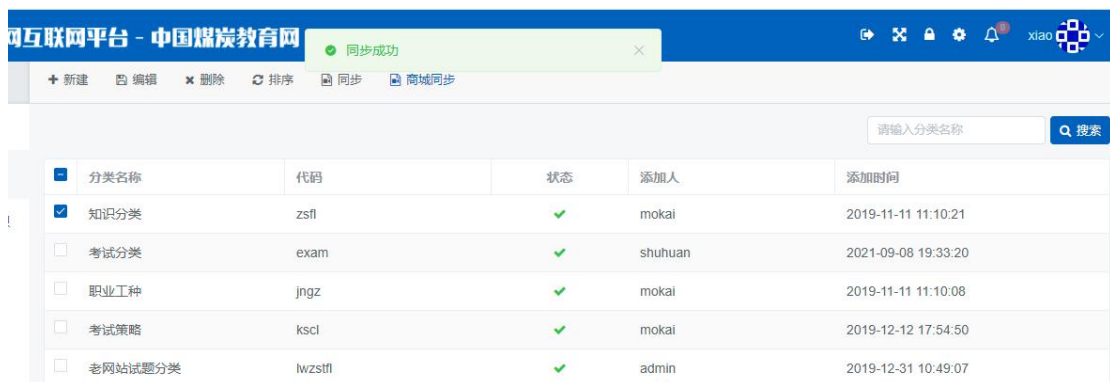 网互联网平台 - 中国煤炭教育网
同步成功
xiao
新建 编辑 删除 排序 同步 商城同步
请输入分类名称 搜索
分类名称 代码 状态 添加人 添加时间
知识分类 zsfl mokai 2019-11-11 11:10:21
考试分类 exam shuhuan 2021-09-08 19:33:20
职业工种 jngz mokai 2019-11-11 11:10:08
考试策略 kscl mokai 2019-12-12 17:54:50
老网站试题分类 lwzstfl admin 2019-12-31 10:49:07